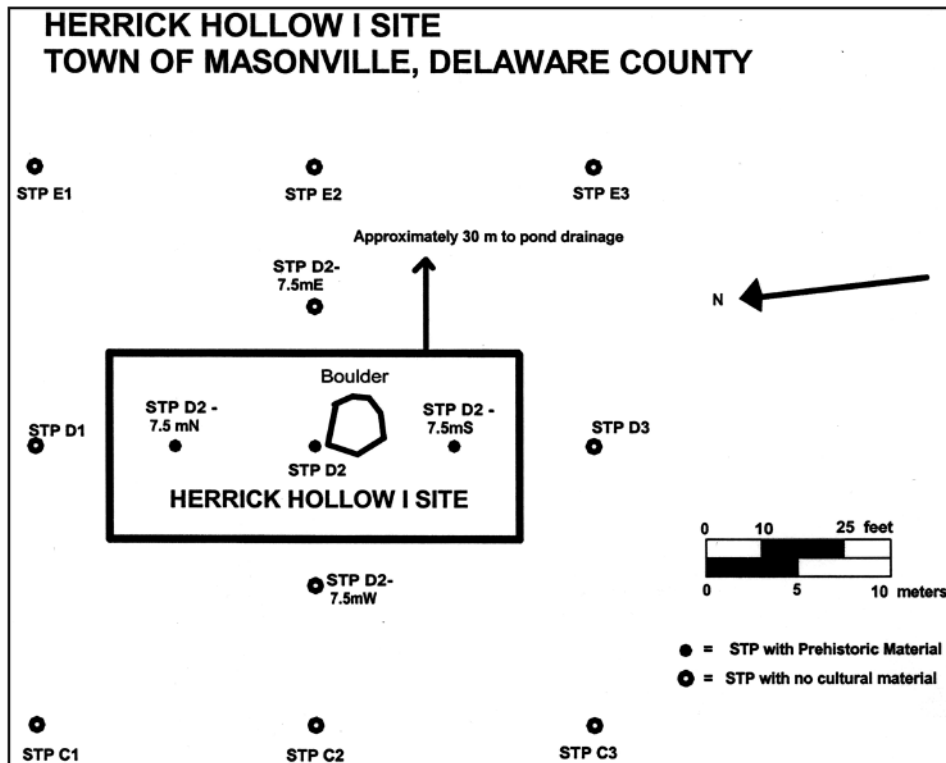 HERRICK HOLLOW I SITE
TOWN OF MASONVILLE, DELAWARE COUNTY
STP E1
STP E2
STP E3
Approximately 30 m to pond drainage
STP D2-
7.5mE
N
Boulder
STP D2 -
7.5 mN
STP D2 -
7.5mS
STP D1
STP D3
STP D2
HERRICK HOLLOW I SITE
0 10 25 feet
0 5 10 meters
STP D2-
7.5mW
= STP with Prehistoric Material
= STP with no cultural material
STP C1
STP C2
STP C3